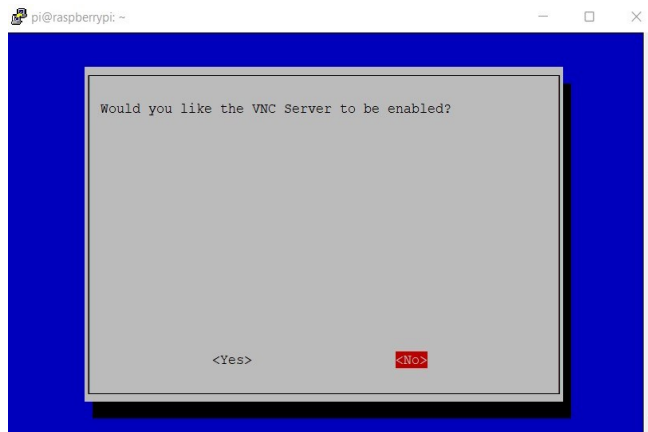 pi@raspberrypi: ~
Would you like the VNC Server to be enabled?
<Yes> <No>